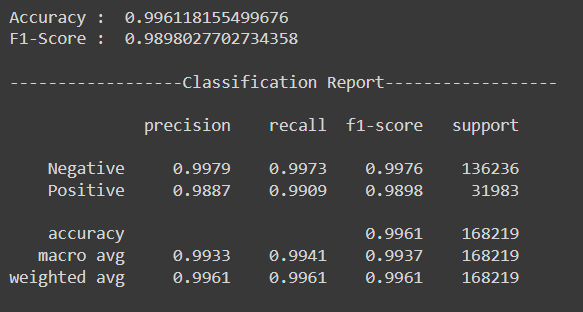 Accuracy :  0.996118155499676
F1-Score :  0.9898027702734358
------------------Classification Report------------------
precision    recall  f1-score   support
Negative     0.9979    0.9973    0.9976    136236
Positive     0.9887    0.9909    0.9898     31983
accuracy                         0.9961    168219
macro avg     0.9933    0.9941    0.9937    168219
weighted avg     0.9961    0.9961    0.9961    168219